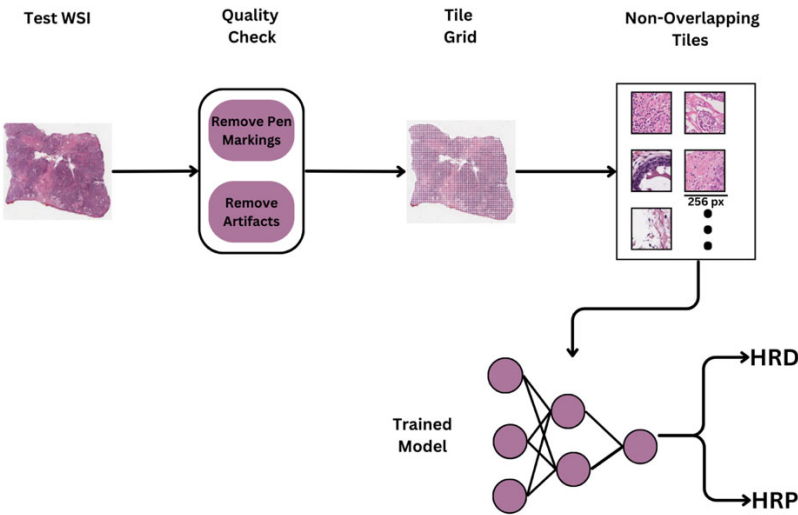 Test WSI
Quality
Check
Tile
Grid
Non-Overlapping
Tiles
Remove Pen
Markings
Remove
Artifacts
256 px
Trained
Model
HRD
HRP